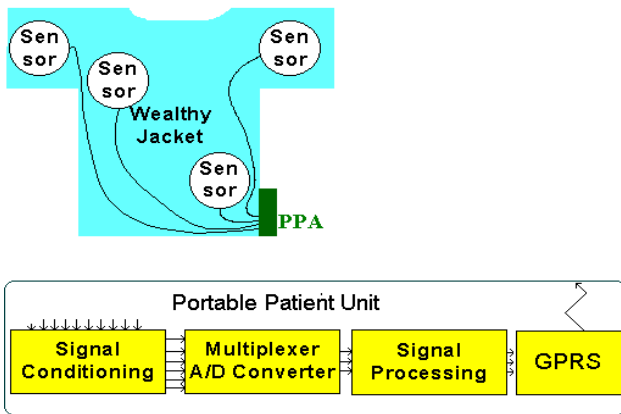 Sen
sor
Sen
sor
Sen
sor
Wealthy
Jacket
Sen
sor
PPA
Portable Patient Unit
Signal
Conditioning
Multiplexer
A/D Converter
Signal
Processing
GPRS